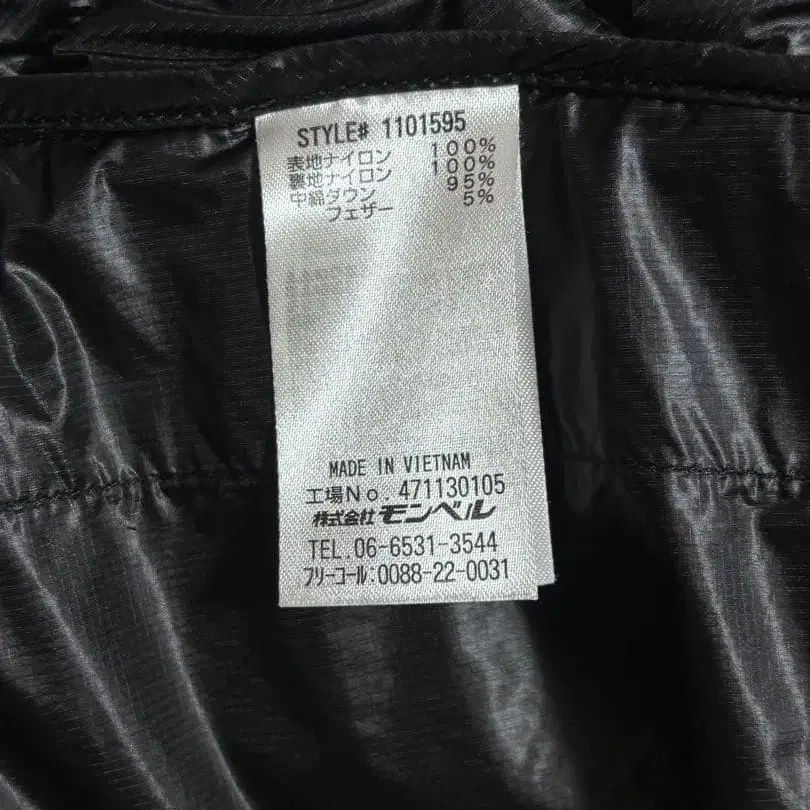 STYLE# 1101595
表地ナイロン 100%
裏地ナイロン 100%
中綿ダウン 95%
フェザー 5%
MADE IN VIETNAM
工場No. 471130105
株式会社モンベル
TEL.06-6531-3544
フリーコール:0088-22-0031